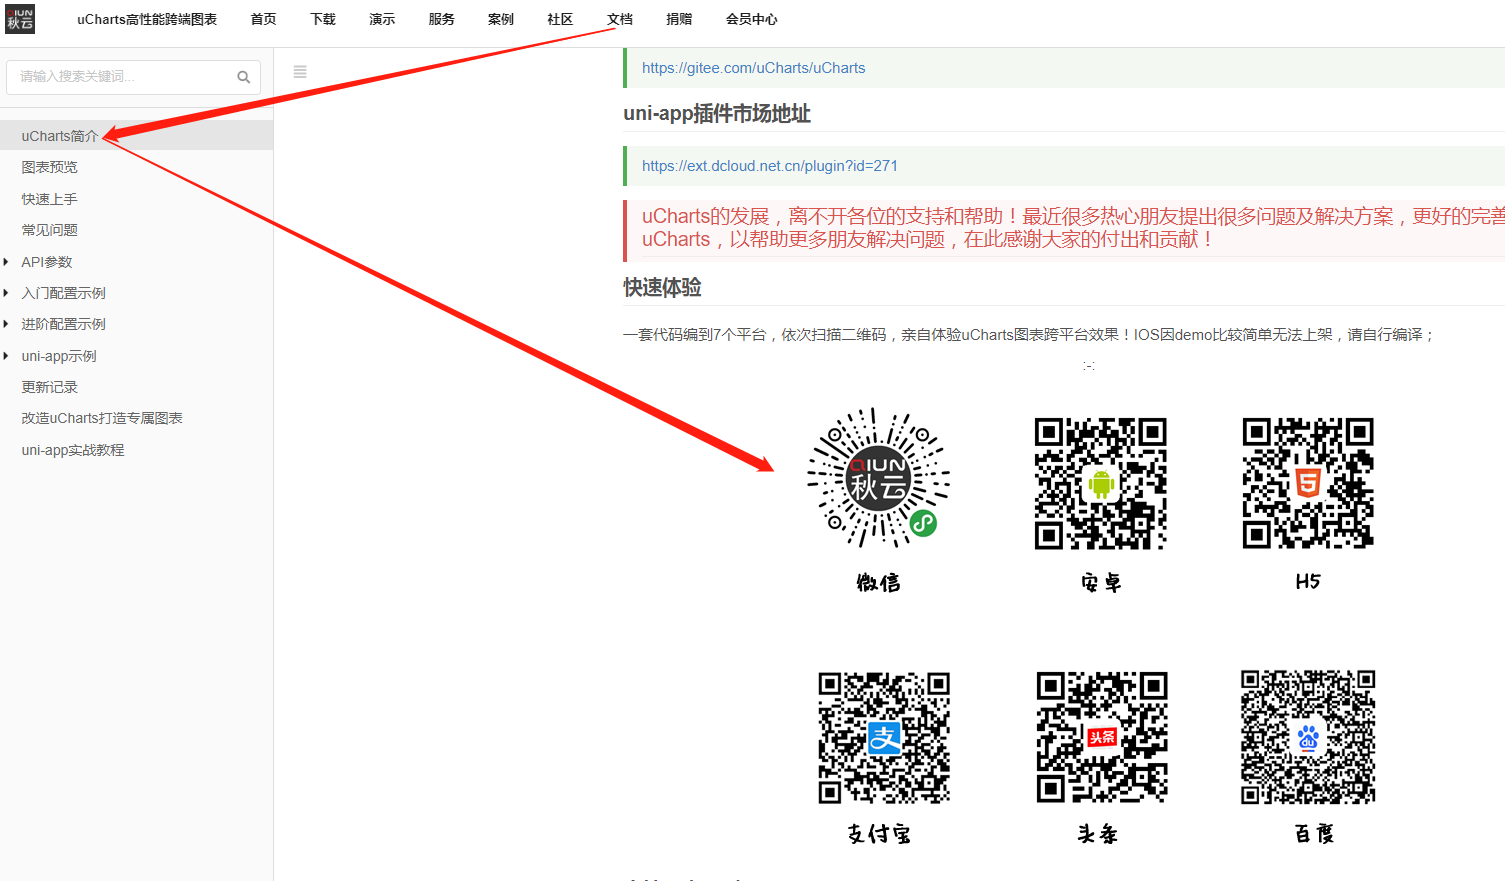 QIUN
秋云
uCharts高性能跨端图表 首页 下载 演示 服务 案例 社区 文档 捐赠 会员中心
请输入搜索关键词...
uCharts简介
图表预览
快速上手
常见问题
API参数
入门配置示例
进阶配置示例
uni-app示例
更新记录
改造uCharts打造专属图表
uni-app实战教程
https://gitee.com/uCharts/uCharts
uni-app插件市场地址
https://ext.dcloud.net.cn/plugin?id=271
uCharts的发展，离不开各位的支持和帮助！最近很多热心朋友提出很多问题及解决方案，更好的完善
uCharts，以帮助更多朋友解决问题，在此感谢大家的付出和贡献！
快速体验
一套代码编到7个平台，依次扫描二维码，亲自体验uCharts图表跨平台效果！IOS因demo比较简单无法上架，请自行编译；
:-:
QIUN
秋云
5
微信 安卓 H5
支
头条
du
支付宝 头条 百度